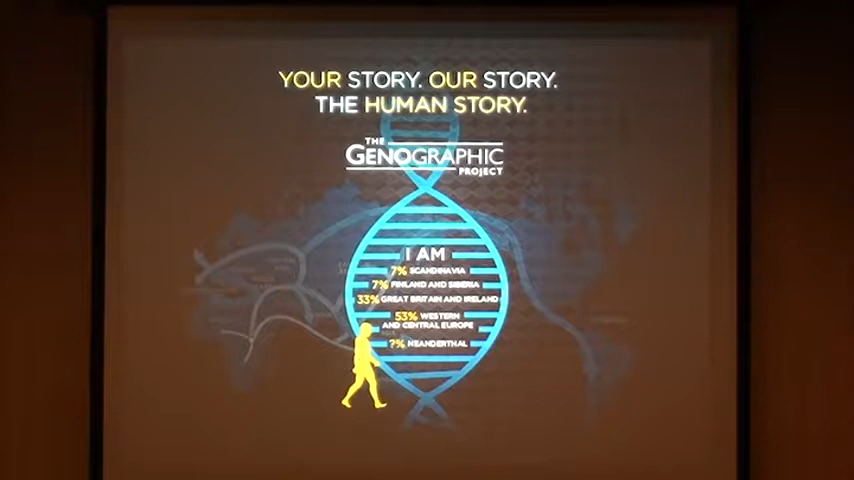 YOUR STORY. OUR STORY.
THE HUMAN STORY.
THE
GENOGRAPHIC
PROJECT
I AM
7% SCANDINAVIA
7% FINLAND AND SIBERIA
33% GREAT BRITAIN AND IRELAND
53% WESTERN
AND CENTRAL EUROPE
?% NEANDERTHAL